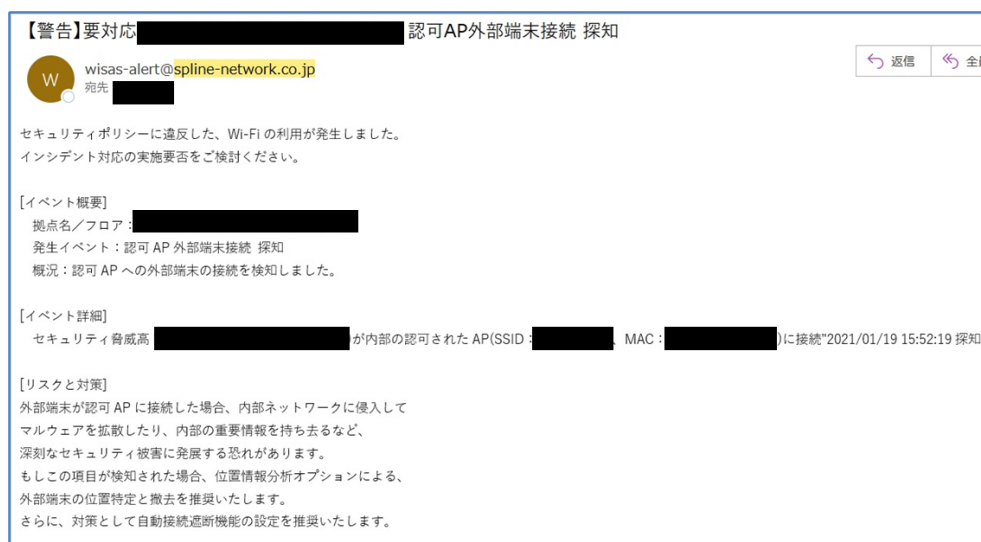 【警告】要対応 認可AP外部端末接続 探知
W
wisas-alert@spline-network.co.jp
宛先
返信
セキュリティポリシーに違反した、Wi-Fi の利用が発生しました。
インシデント対応の実施要否をご検討ください。
[イベント概要]
拠点名／フロア：
発生イベント：認可 AP 外部端末接続 探知
概況：認可 AP への外部端末の接続を検知しました。
[イベント詳細]
セキュリティ脅威高 )が内部の認可された AP(SSID： 、MAC： )に接続"2021/01/19 15:52:19 探知
[リスクと対策]
外部端末が認可 AP に接続した場合、内部ネットワークに侵入して
マルウェアを拡散したり、内部の重要情報を持ち去るなど、
深刻なセキュリティ被害に発展する恐れがあります。
もしこの項目が検知された場合、位置情報分析オプションによる、
外部端末の位置特定と撤去を推奨いたします。
さらに、対策として自動接続遮断機能の設定を推奨いたします。